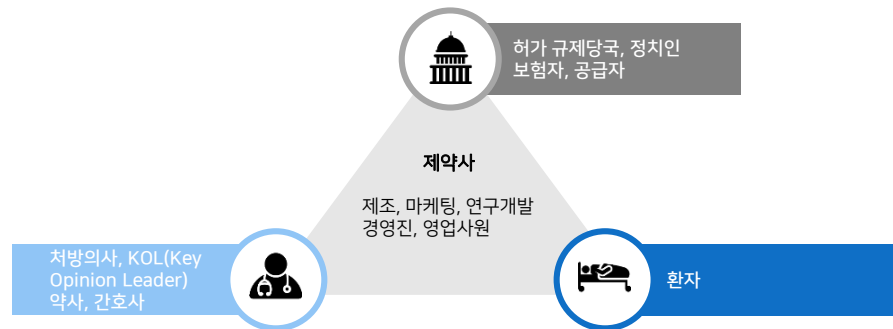 허가 규제당국, 정치인
보험자, 공급자
제약사
제조, 마케팅, 연구개발
경영진, 영업사원
처방의사, KOL(Key
Opinion Leader)
약사, 간호사
환자